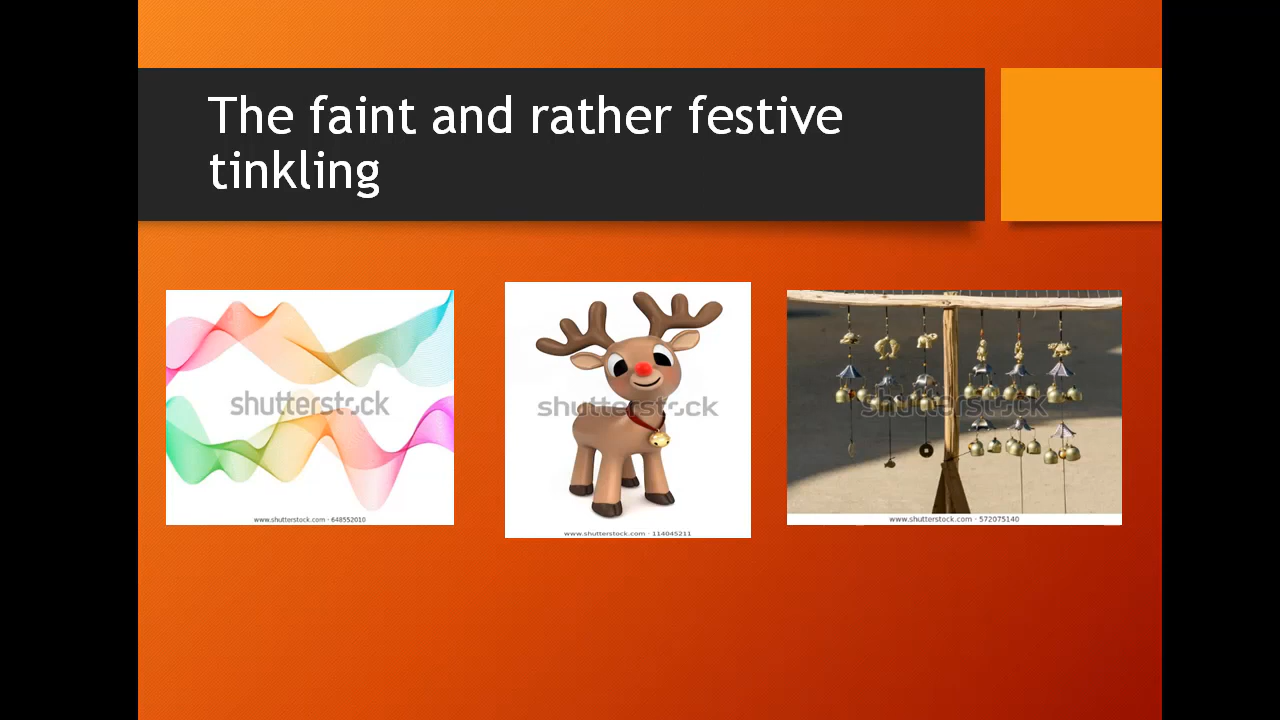 The faint and rather festive
tinkling
shutterstock
www.shutterstock.com · 648552010
shutterstock
www.shutterstock.com · 114045211
shutterstock
www.shutterstock.com · 572075140